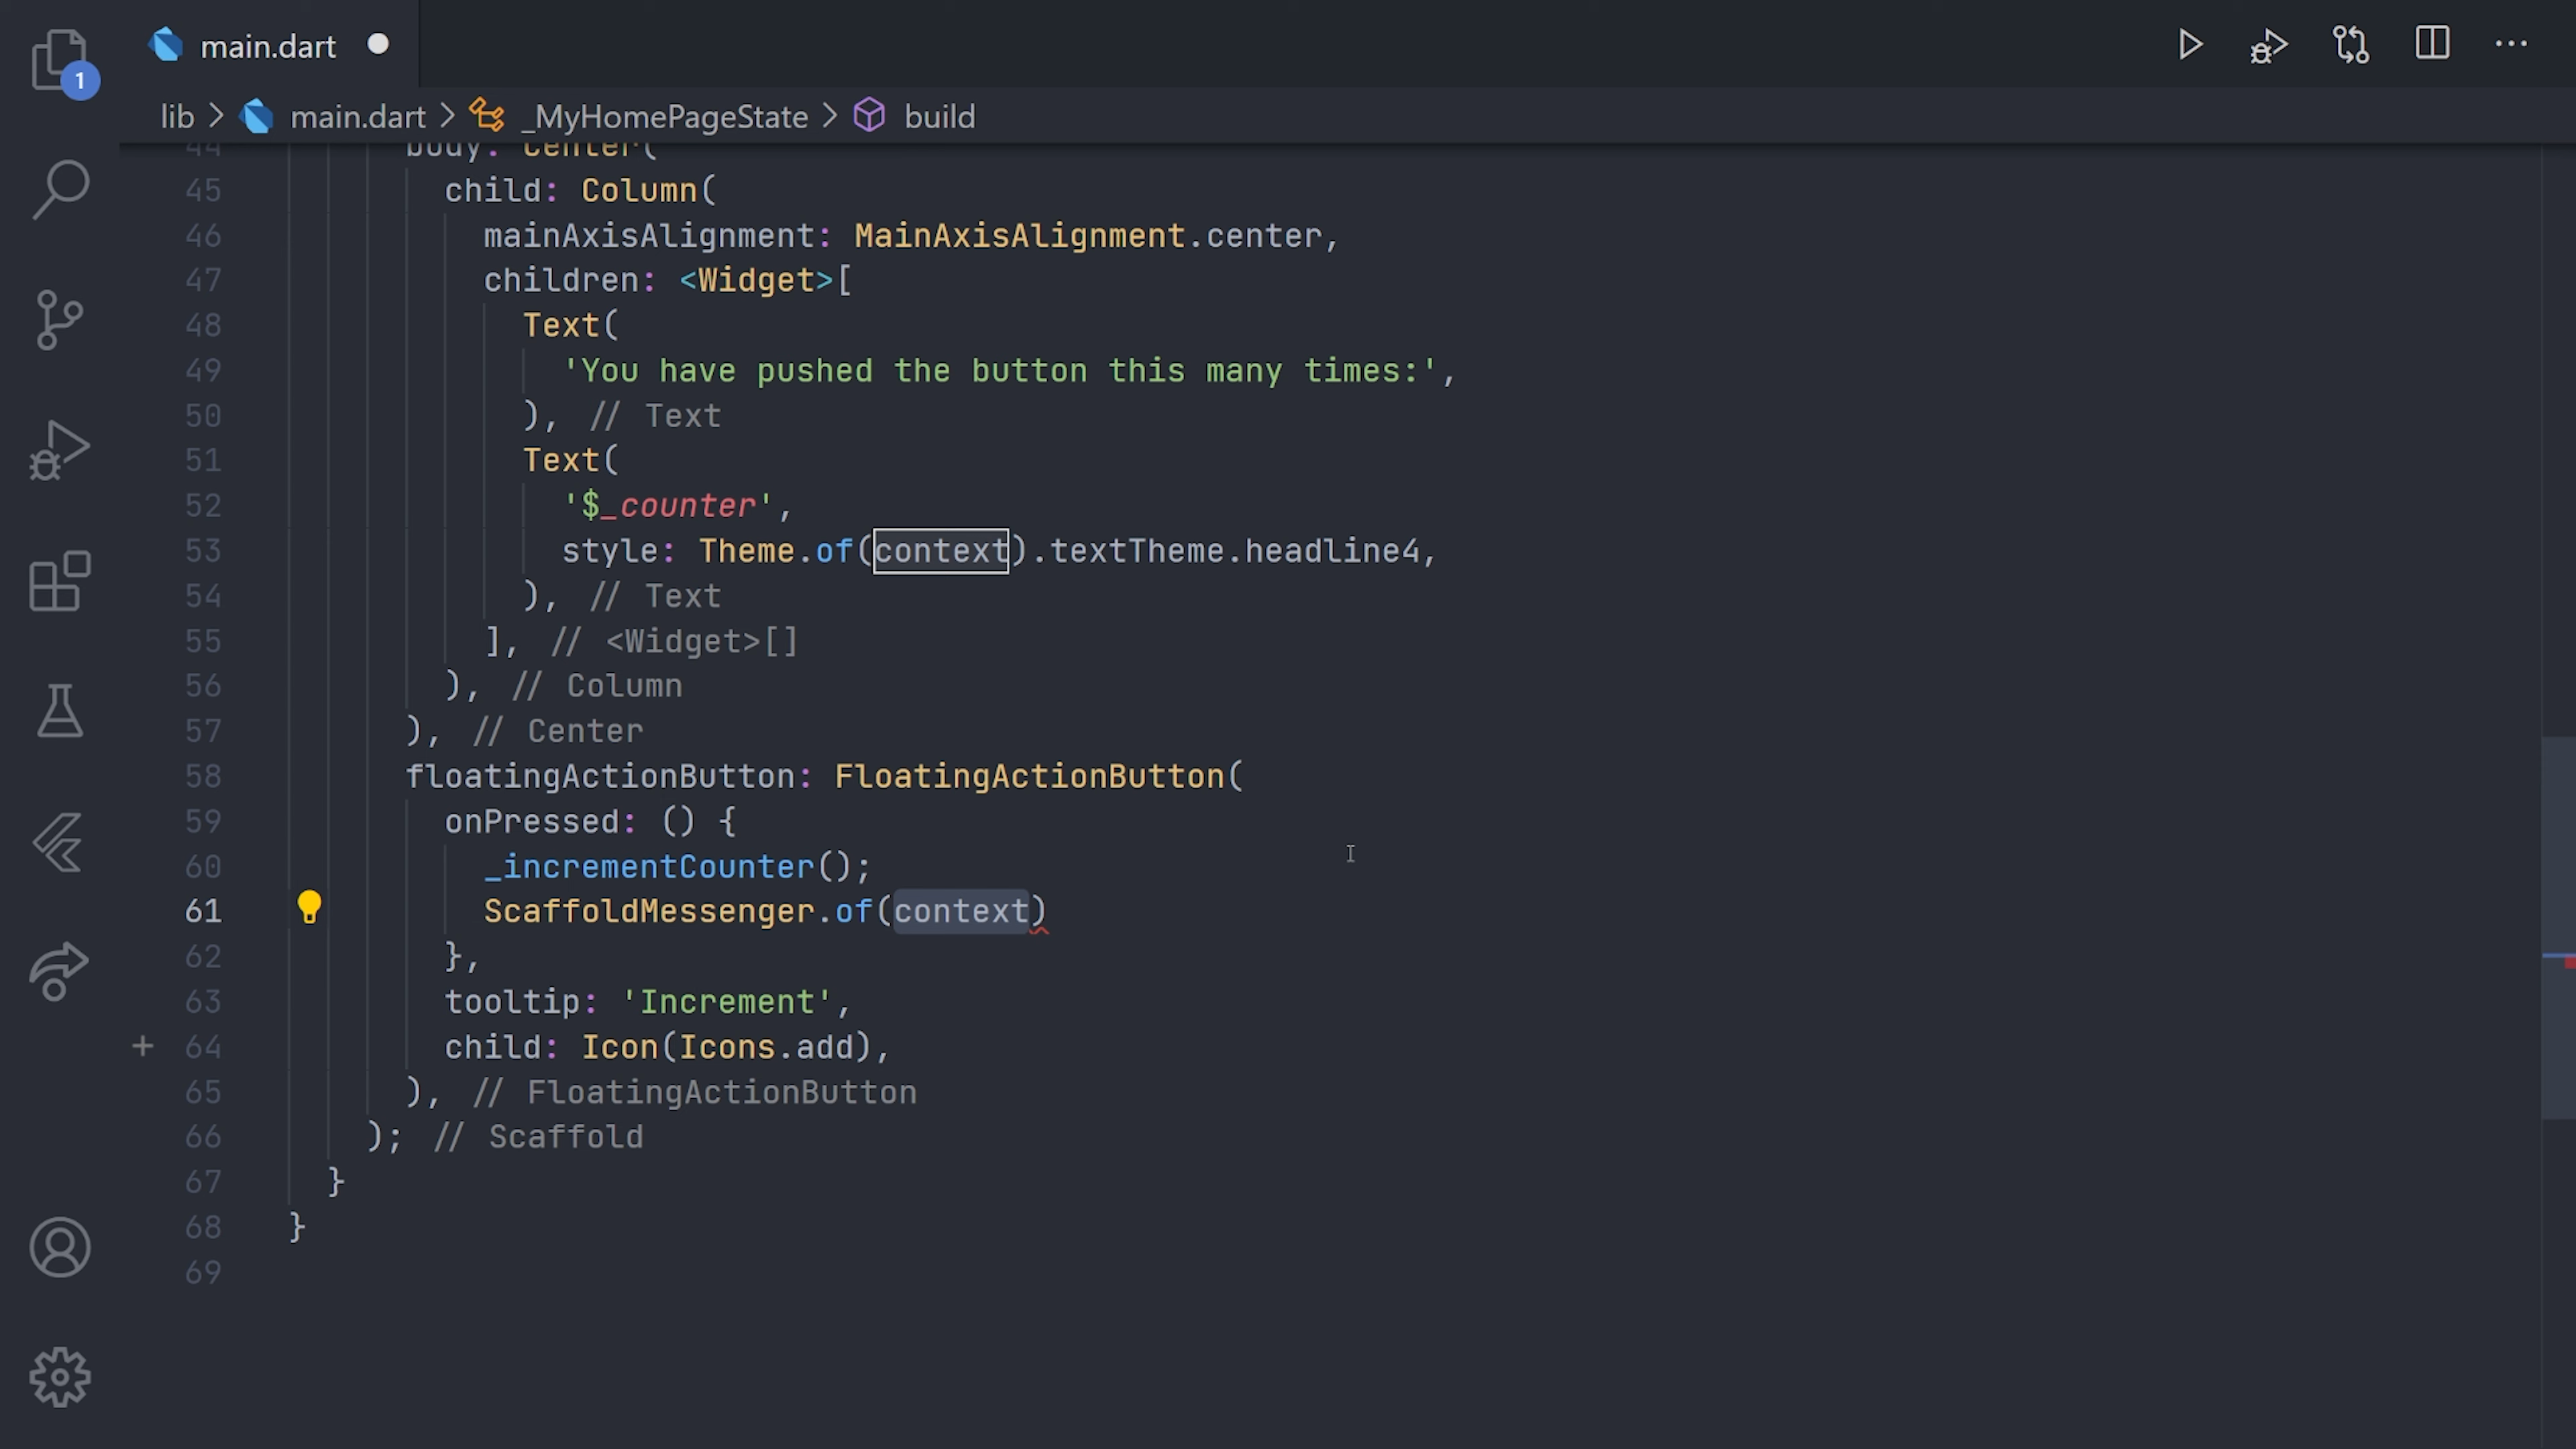 1
main.dart
lib > main.dart > _MyHomePageState > build
44 body: Center(
45 child: Column(
46 mainAxisAlignment: MainAxisAlignment.center,
47 children: <Widget>[
48 Text(
49 'You have pushed the button this many times:',
50 ), // Text
51 Text(
52 '$_counter',
53 style: Theme.of(context).textTheme.headline4,
54 ), // Text
55 ], // <Widget>[]
56 ), // Column
57 ), // Center
58 floatingActionButton: FloatingActionButton(
59 onPressed: () {
60 _incrementCounter();
61 ScaffoldMessenger.of(context)
62 },
63 tooltip: 'Increment',
+ 64 child: Icon(Icons.add),
65 ), // FloatingActionButton
66 ); // Scaffold
67 }
68 }
69